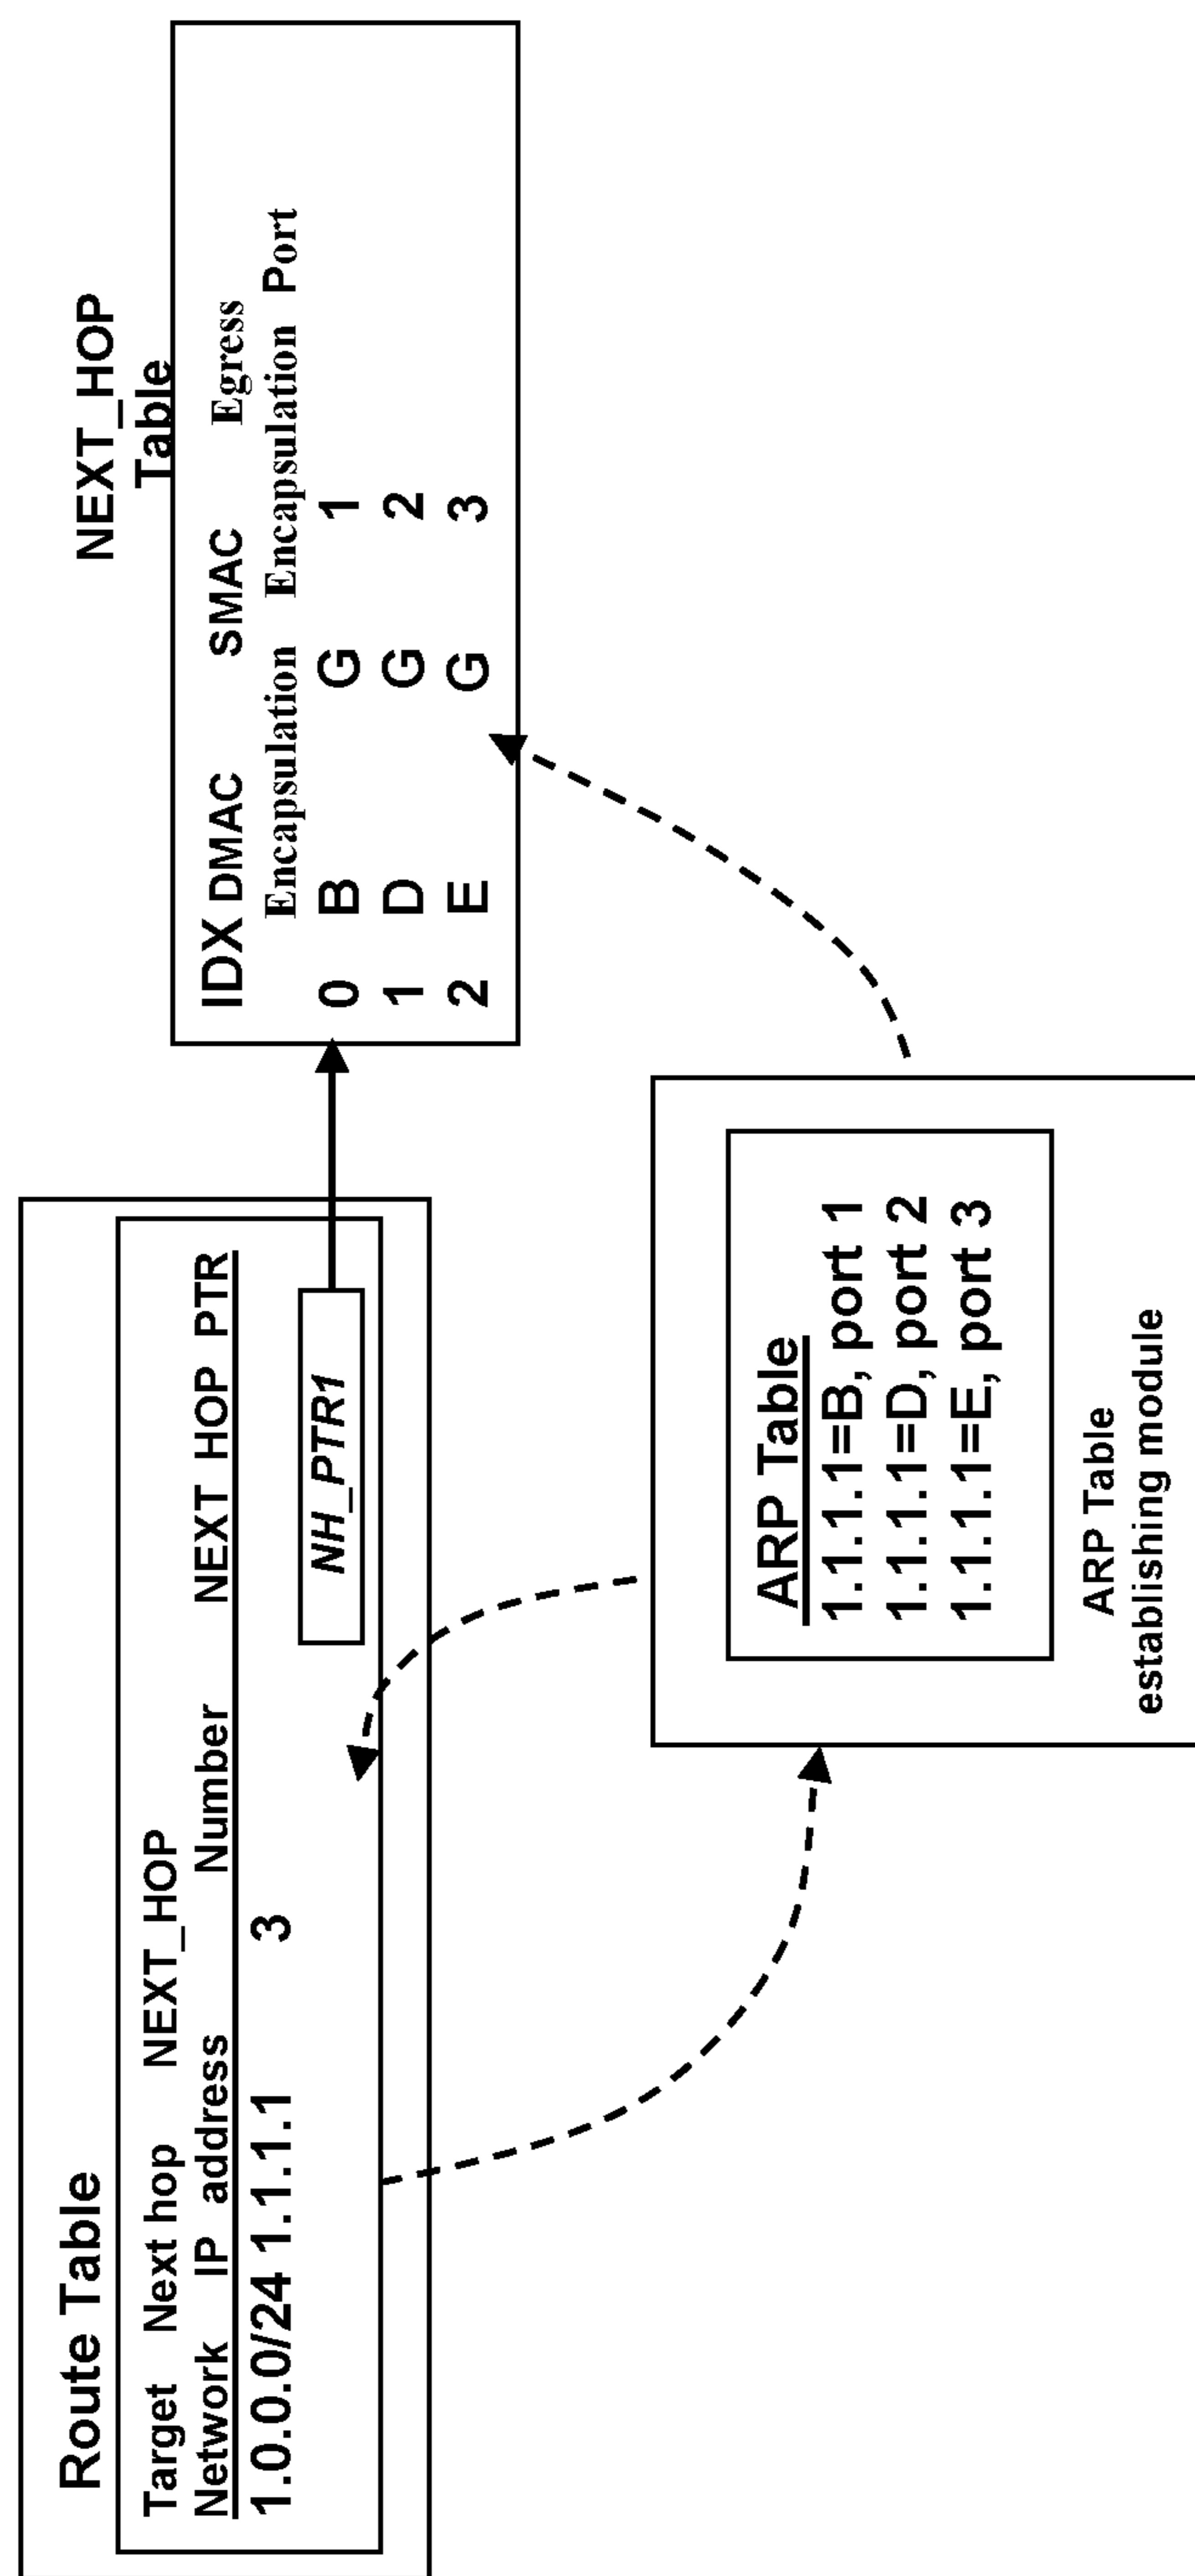 Route Table
Target Next hop NEXT_HOP
Network IP address Number NEXT HOP PTR
1.0.0.0/24 1.1.1.1 3
NH_PTR1
NEXT_HOP
Table
IDX DMAC SMAC Egress
Encapsulation Encapsulation Port
0 B G 1
1 D G 2
2 E G 3
ARP Table
1.1.1.1=B, port 1
1.1.1.1=D, port 2
1.1.1.1=E, port 3
ARP Table
establishing module